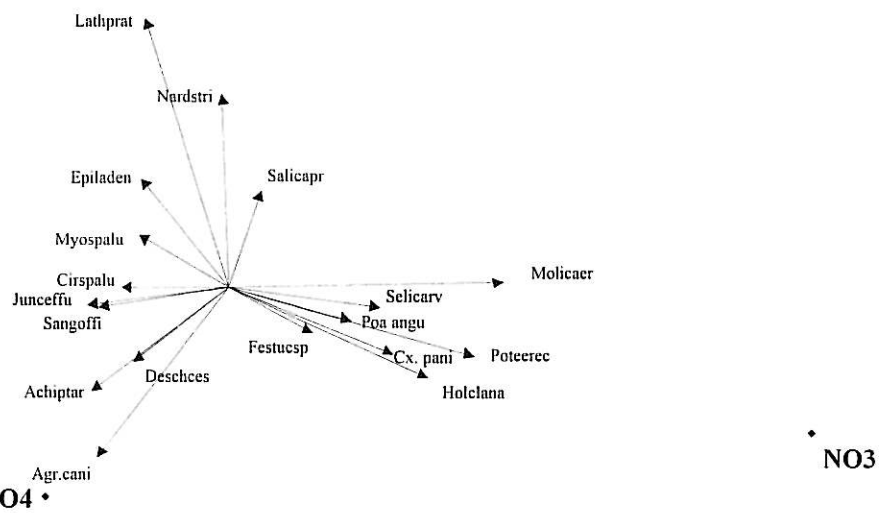 Lathprat
Nardstri
Epiladen
Salicapr
Myospalu
Cirspalu
Molicaer
Junceffu
Selicarv
Sangoffi
Poa angu
Festucsp
Cx. pani
Poteerec
Deschces
Achiptar
Holclana
NO3
Agr.cani
O4